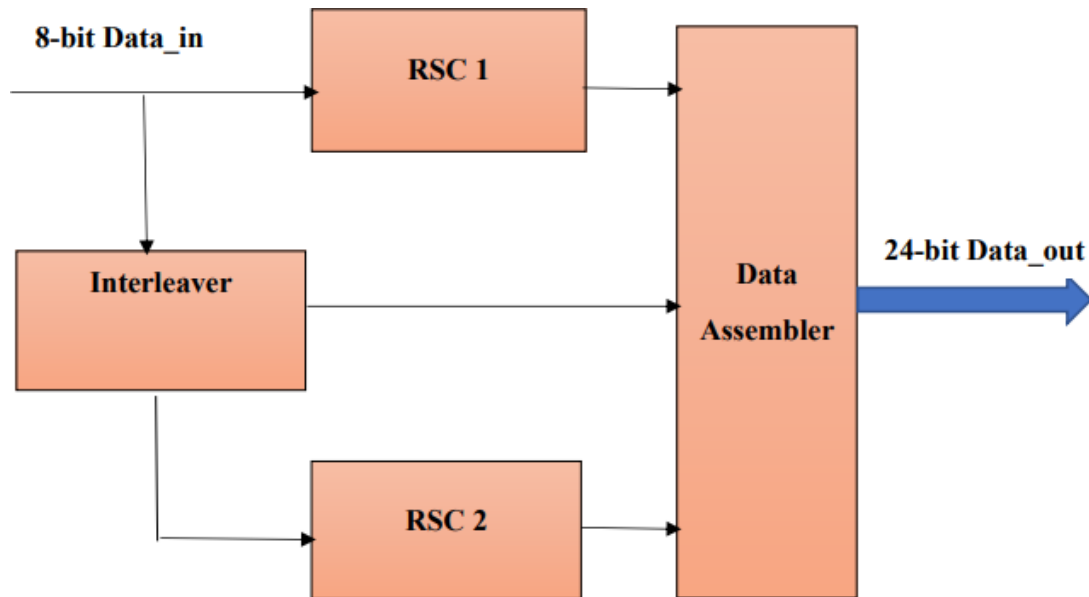 8-bit Data_in
RSC 1
Interleaver
Data
Assembler
24-bit Data_out
RSC 2